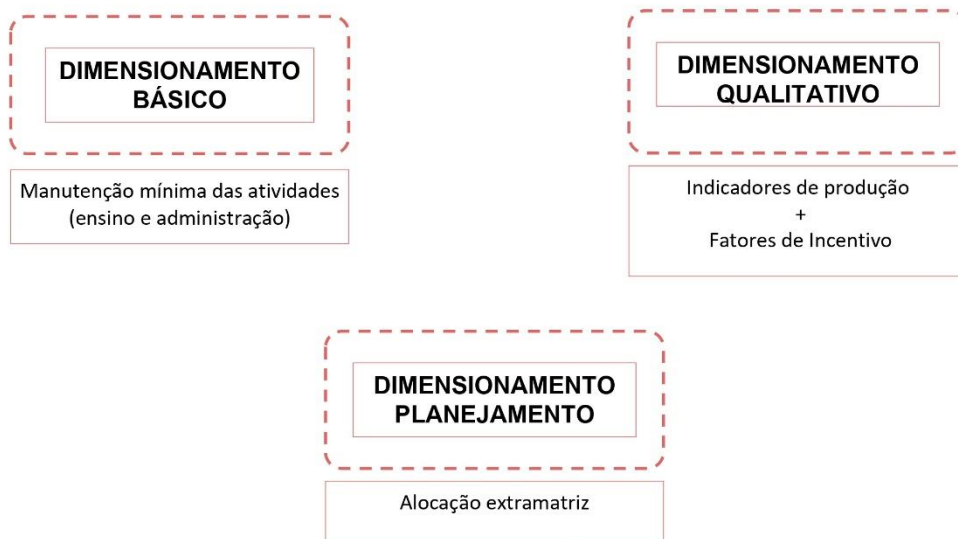 DIMENSIONAMENTO
BÁSICO
Manutenção mínima das atividades
(ensino e administração)
DIMENSIONAMENTO
QUALITATIVO
Indicadores de produção
+
Fatores de Incentivo
DIMENSIONAMENTO
PLANEJAMENTO
Alocação extramatriz